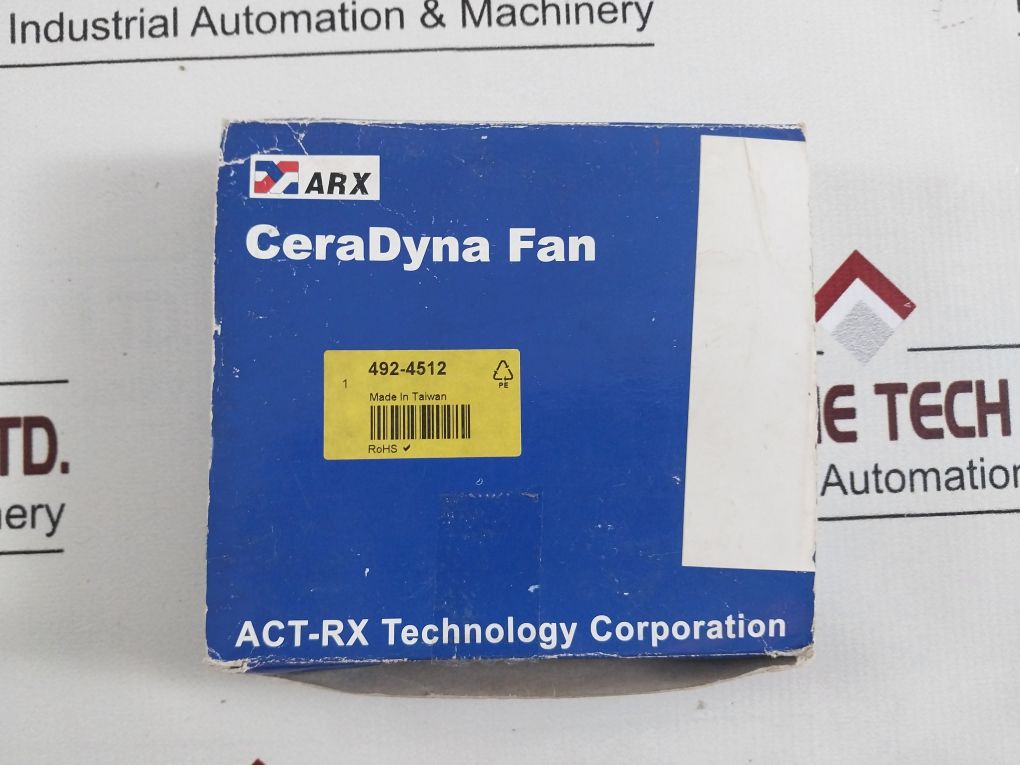 Industrial Automation & Machinery
ARX
CeraDyna Fan
492-4512
1
PE
Made In Taiwan
RoHS ✔
TD.
ery
TECH
Automation
ACT-RX Technology Corporation